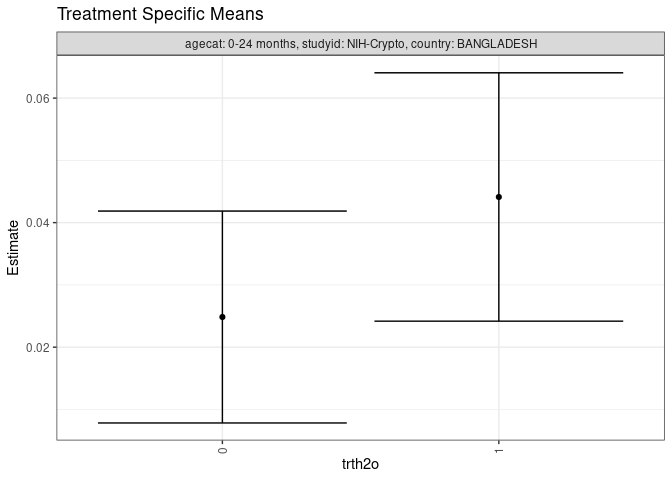 Treatment Specific Means
agecat: 0-24 months, studyid: NIH-Crypto, country: BANGLADESH
0.06
0.04
0.02
Estimate
0
1
trth2o